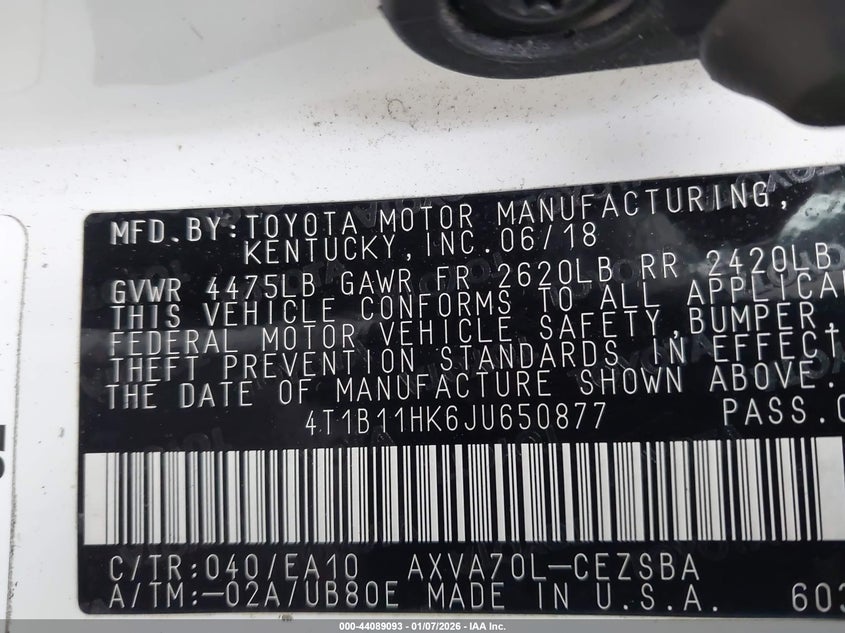 MFD.BY:TOYOTA MOTOR MANUFACTURING,
KENTUCKY,INC.06/18
GVWR 4475LB GAWR FR 2620LB RR 2420LB
THIS VEHICLE CONFORMS TO ALL APPLICA
FEDERAL MOTOR VEHICLE SAFETY,BUMPER,
THEFT PREVENTION STANDARDS IN EFFECT
THE DATE OF MANUFACTURE SHOWN ABOVE.
4T1B11HK6JU650877 PASS.C
C/TR:040/EA10 AXVA70L-CEZSBA
A/TM:-02A/UB80E MADE IN U.S.A. 603
000-44089093 - 01/07/2026 - IAA Inc.